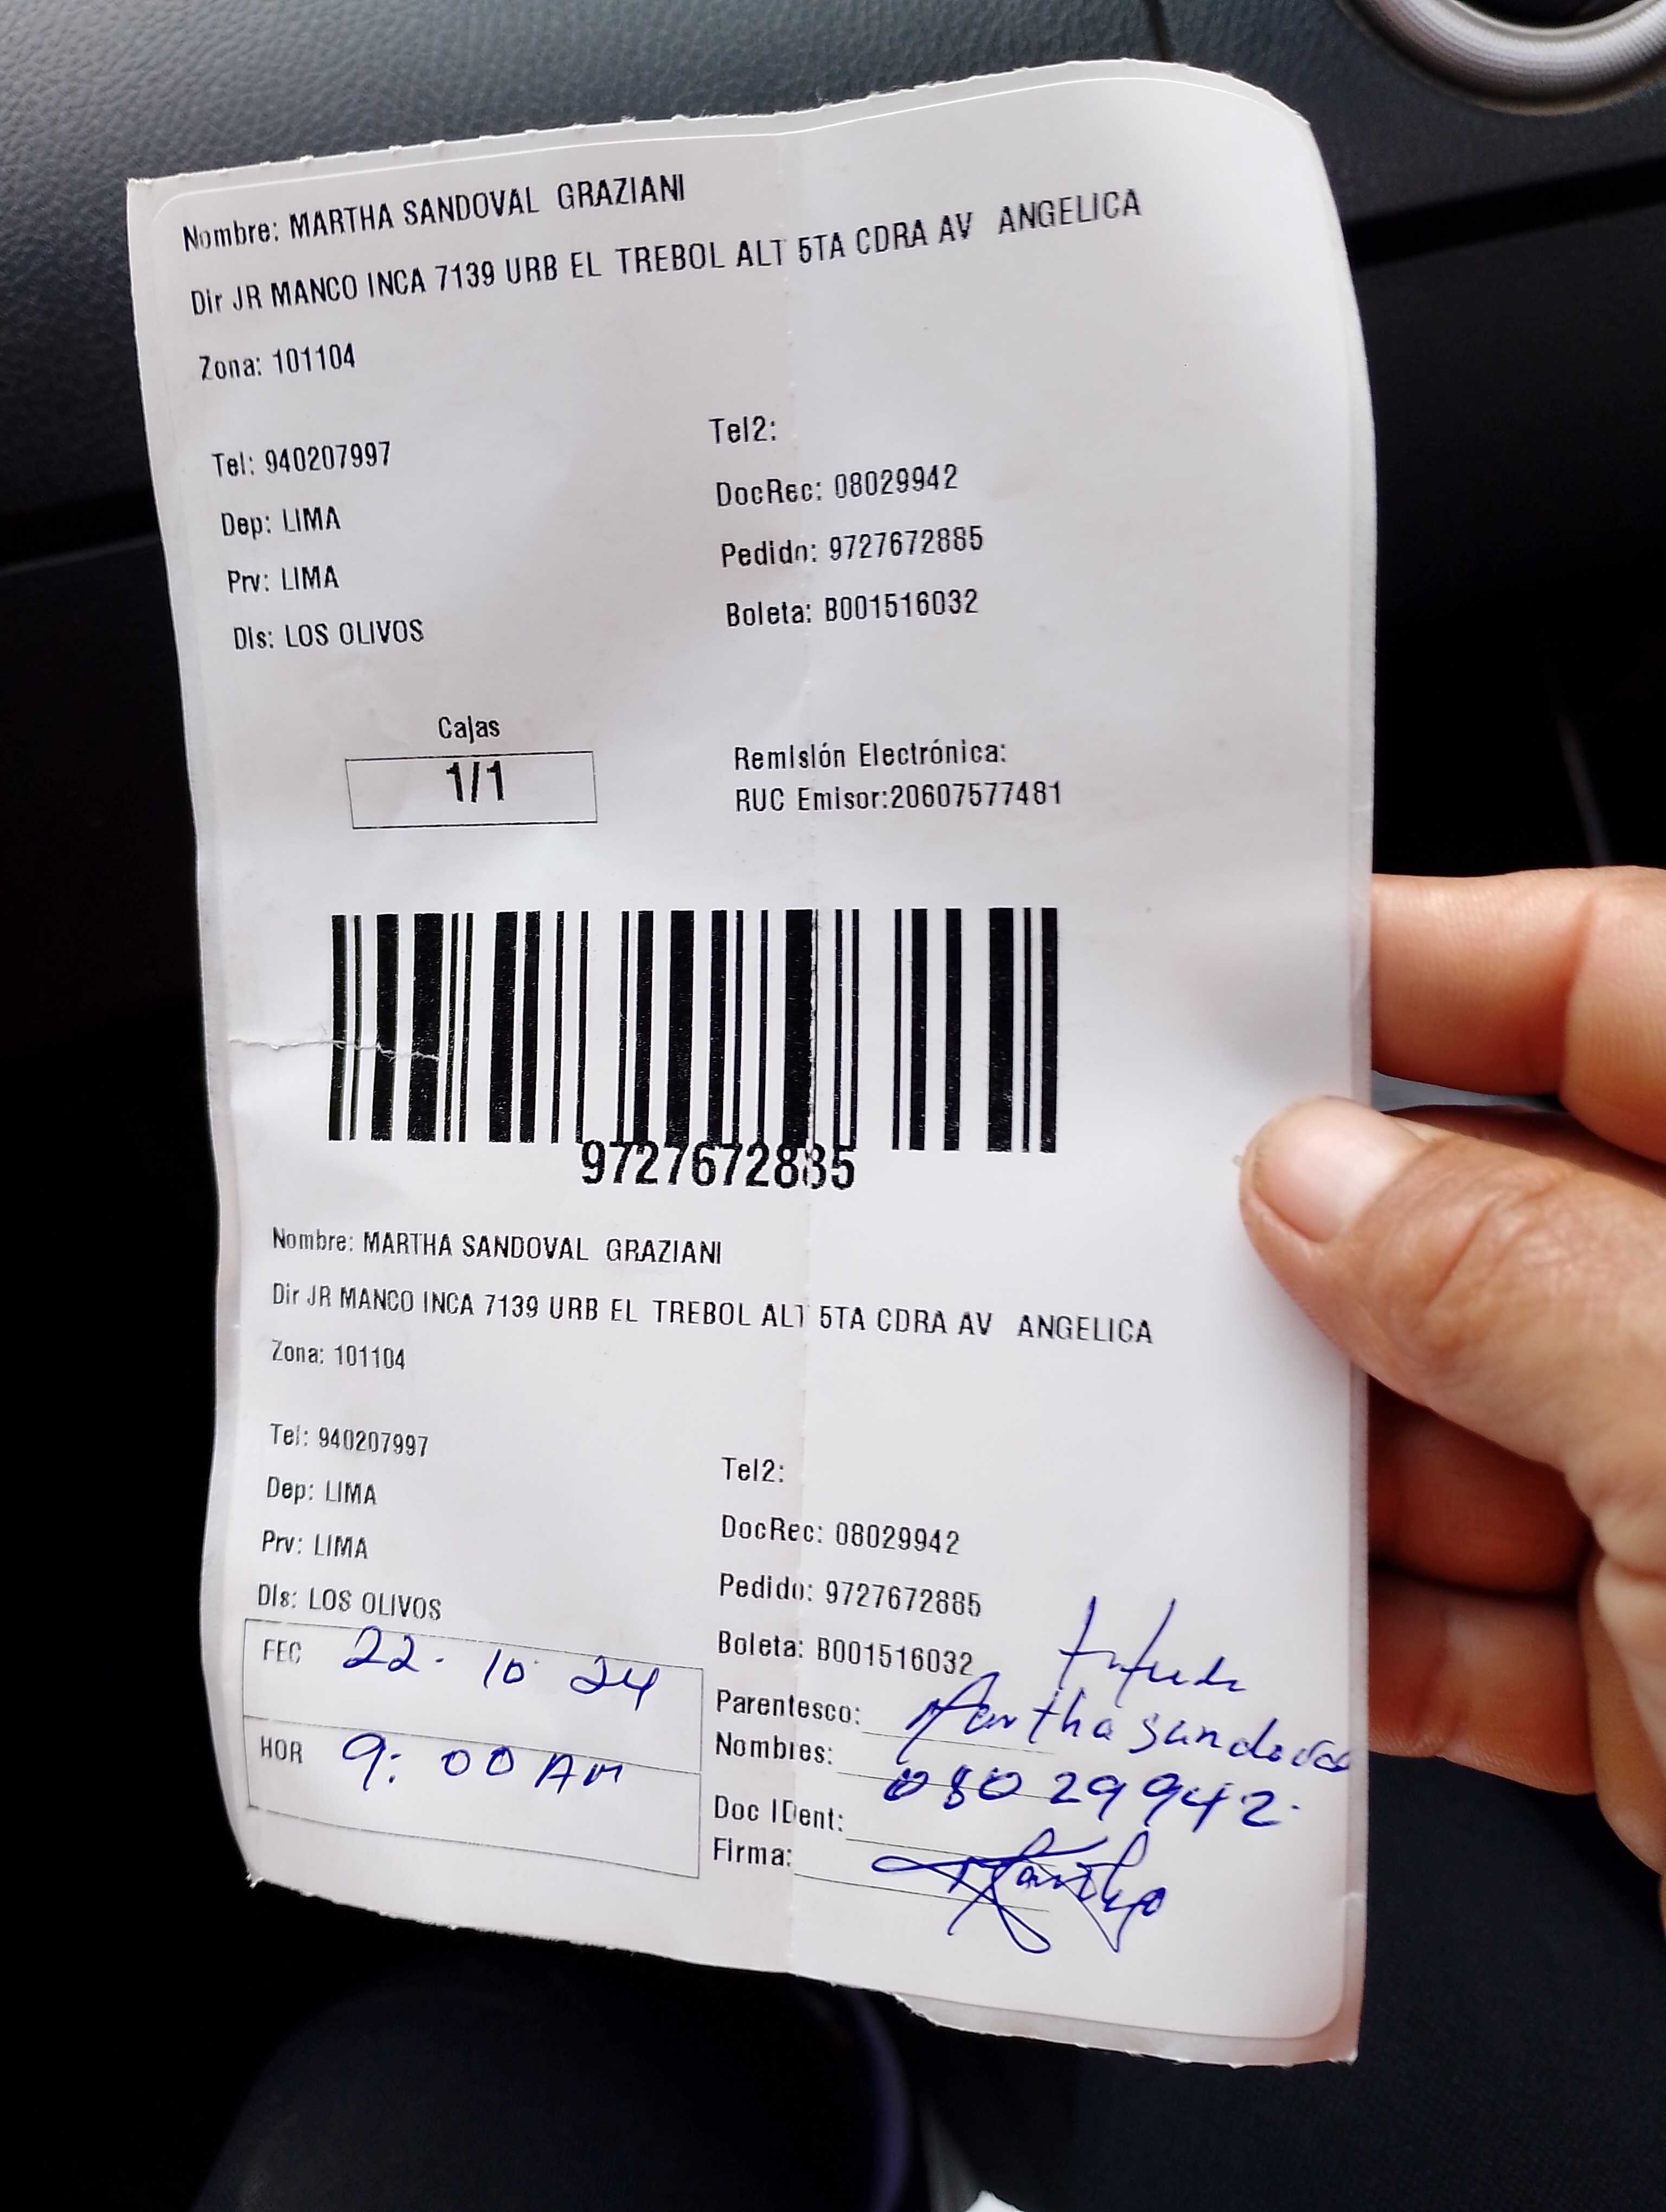 Nombre: MARTHA SANDOVAL GRAZIANI
Dir JR MANCO INCA 7139 URB EL TREBOL ALT 5TA CDRA AV ANGELICA
Zona: 101104
Tel: 940207997
Tel2:
Dep: LIMA
DocRec: 08029942
Prv: LIMA
Pedido: 9727672885
Dis: LOS OLIVOS
Boleta: B001516032
Cajas
1/1
Remisión Electrónica:
RUC Emisor:20607577481
9727672885
Nombre: MARTHA SANDOVAL GRAZIANI
Dir JR MANCO INCA 7139 URB EL TREBOL ALT 5TA CDRA AV ANGELICA
Zona: 101104
Tel: 940207997
Tel2:
Dep: LIMA
DocRec: 08029942
Prv: LIMA
Pedido: 9727672885
Dis: LOS OLIVOS
Boleta: B001516032
FEC 22. 10 24
HOR 9: 00 AM
Parentesco:
Nombres: Martha Sandoval
Doc IDent: 08029942.
Firma: